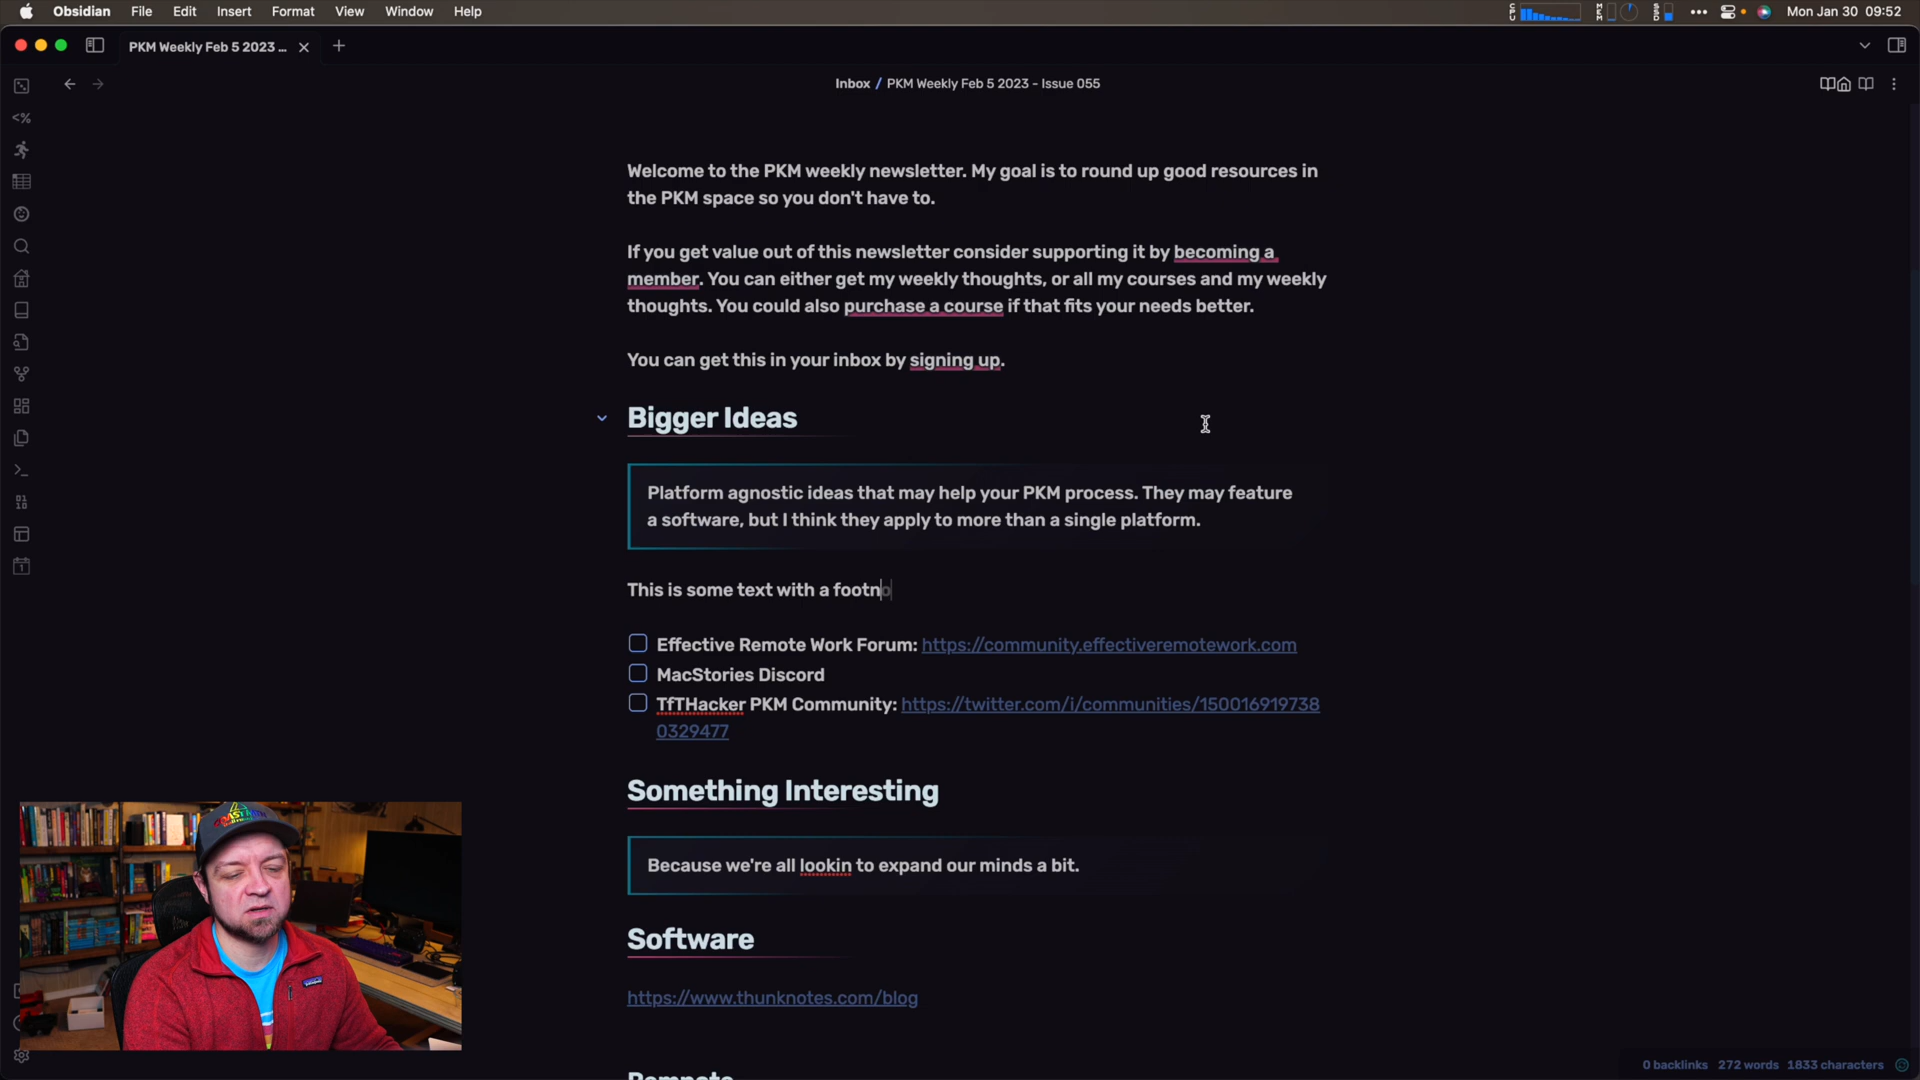 Obsidian File Edit Insert Format View Window Help
CPU MEM SSD Mon Jan 30 09:52
PKM Weekly Feb 5 2023 ...
Inbox / PKM Weekly Feb 5 2023 - Issue 055
Welcome to the PKM weekly newsletter. My goal is to round up good resources in
the PKM space so you don't have to.
If you get value out of this newsletter consider supporting it by becoming a
member. You can either get my weekly thoughts, or all my courses and my weekly
thoughts. You could also purchase a course if that fits your needs better.
You can get this in your inbox by signing up.
Bigger Ideas
Platform agnostic ideas that may help your PKM process. They may feature
a software, but I think they apply to more than a single platform.
This is some text with a footno
Effective Remote Work Forum: https://community.effectiveremotework.com
MacStories Discord
TfTHacker PKM Community: https://twitter.com/i/communities/150016919738
0329477
Something Interesting
Because we're all lookin to expand our minds a bit.
Software
https://www.thunknotes.com/blog
0 backlinks 272 words 1833 characters